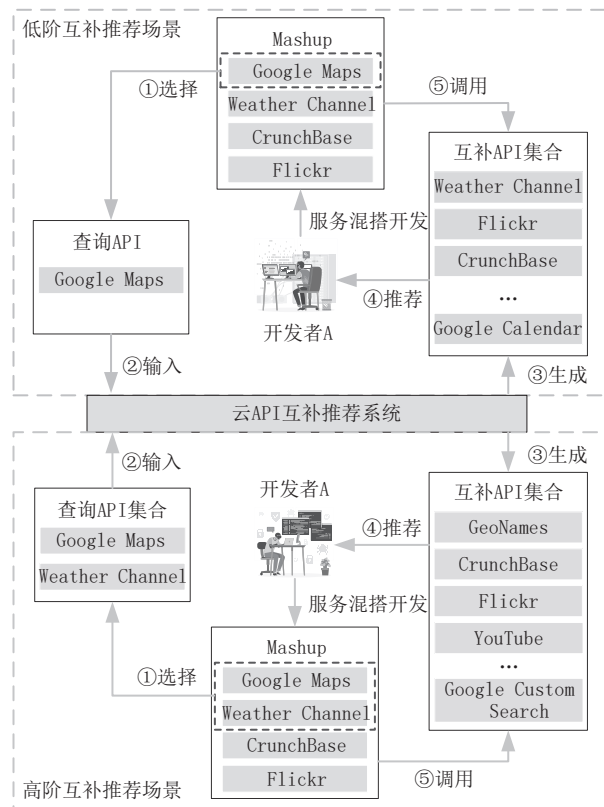 低阶互补推荐场景
Mashup
Google Maps
Weather Channel
CrunchBase
Flickr
①选择
⑤调用
互补API集合
Weather Channel
Flickr
CrunchBase
...
Google Calendar
查询API
Google Maps
服务混搭开发
④推荐
开发者A
②输入
③生成
云API互补推荐系统
②输入
③生成
查询API集合
Google Maps
Weather Channel
开发者A
④推荐
互补API集合
GeoNames
CrunchBase
Flickr
YouTube
...
Google Custom
Search
服务混搭开发
①选择
Mashup
Google Maps
Weather Channel
CrunchBase
Flickr
⑤调用
高阶互补推荐场景